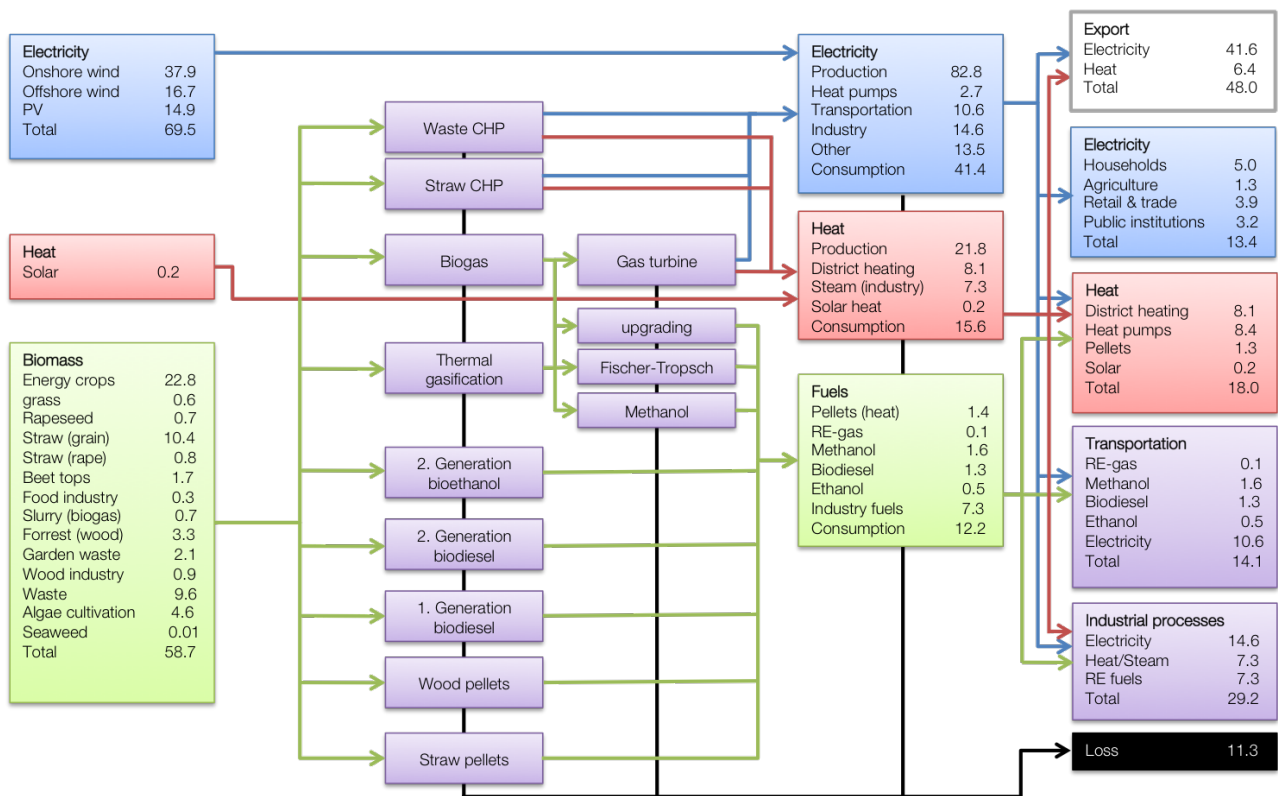 Electricity
Onshore wind 37.9
Offshore wind 16.7
PV 14.9
Total 69.5
Heat
Solar 0.2
Biomass
Energy crops 22.8
grass 0.6
Rapeseed 0.7
Straw (grain) 10.4
Straw (rape) 0.8
Beet tops 1.7
Food industry 0.3
Slurry (biogas) 0.7
Forrest (wood) 3.3
Garden waste 2.1
Wood industry 0.9
Waste 9.6
Algae cultivation 4.6
Seaweed 0.01
Total 58.7
Waste CHP
Straw CHP
Biogas
Thermal
gasification
2. Generation
bioethanol
2. Generation
biodiesel
1. Generation
biodiesel
Wood pellets
Straw pellets
Gas turbine
upgrading
Fischer-Tropsch
Methanol
Electricity
Production 82.8
Heat pumps 2.7
Transportation 10.6
Industry 14.6
Other 13.5
Consumption 41.4
Heat
Production 21.8
District heating 8.1
Steam (industry) 7.3
Solar heat 0.2
Consumption 15.6
Fuels
Pellets (heat) 1.4
RE-gas 0.1
Methanol 1.6
Biodiesel 1.3
Ethanol 0.5
Industry fuels 7.3
Consumption 12.2
Export
Electricity 41.6
Heat 6.4
Total 48.0
Electricity
Households 5.0
Agriculture 1.3
Retail & trade 3.9
Public institutions 3.2
Total 13.4
Heat
District heating 8.1
Heat pumps 8.4
Pellets 1.3
Solar 0.2
Total 18.0
Transportation
RE-gas 0.1
Methanol 1.6
Biodiesel 1.3
Ethanol 0.5
Electricity 10.6
Total 14.1
Industrial processes
Electricity 14.6
Heat/Steam 7.3
RE fuels 7.3
Total 29.2
Loss 11.3